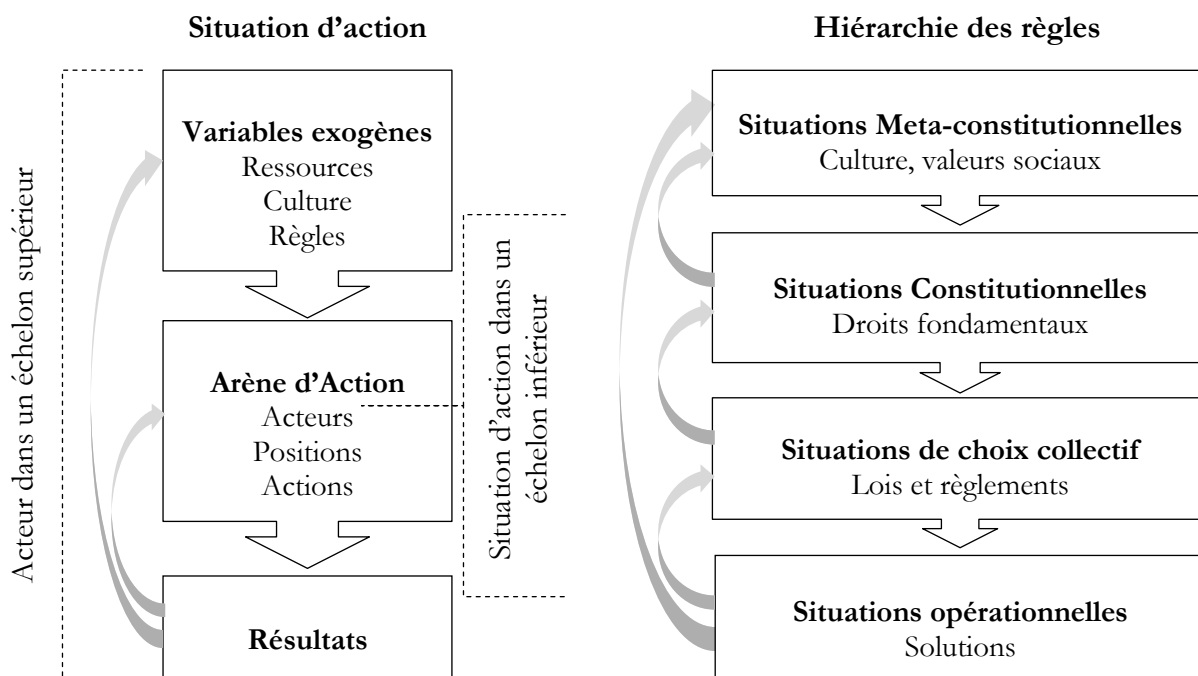 Situation d'action
Acteur dans un échelon supérieur
Variables exogènes
Ressources
Culture
Règles
Arène d'Action
Acteurs
Positions
Actions
Résultats
Situation d'action dans un
échelon inférieur
Hiérarchie des règles
Situations Meta-constitutionnelles
Culture, valeurs sociaux
Situations Constitutionnelles
Droits fondamentaux
Situations de choix collectif
Lois et règlements
Situations opérationnelles
Solutions